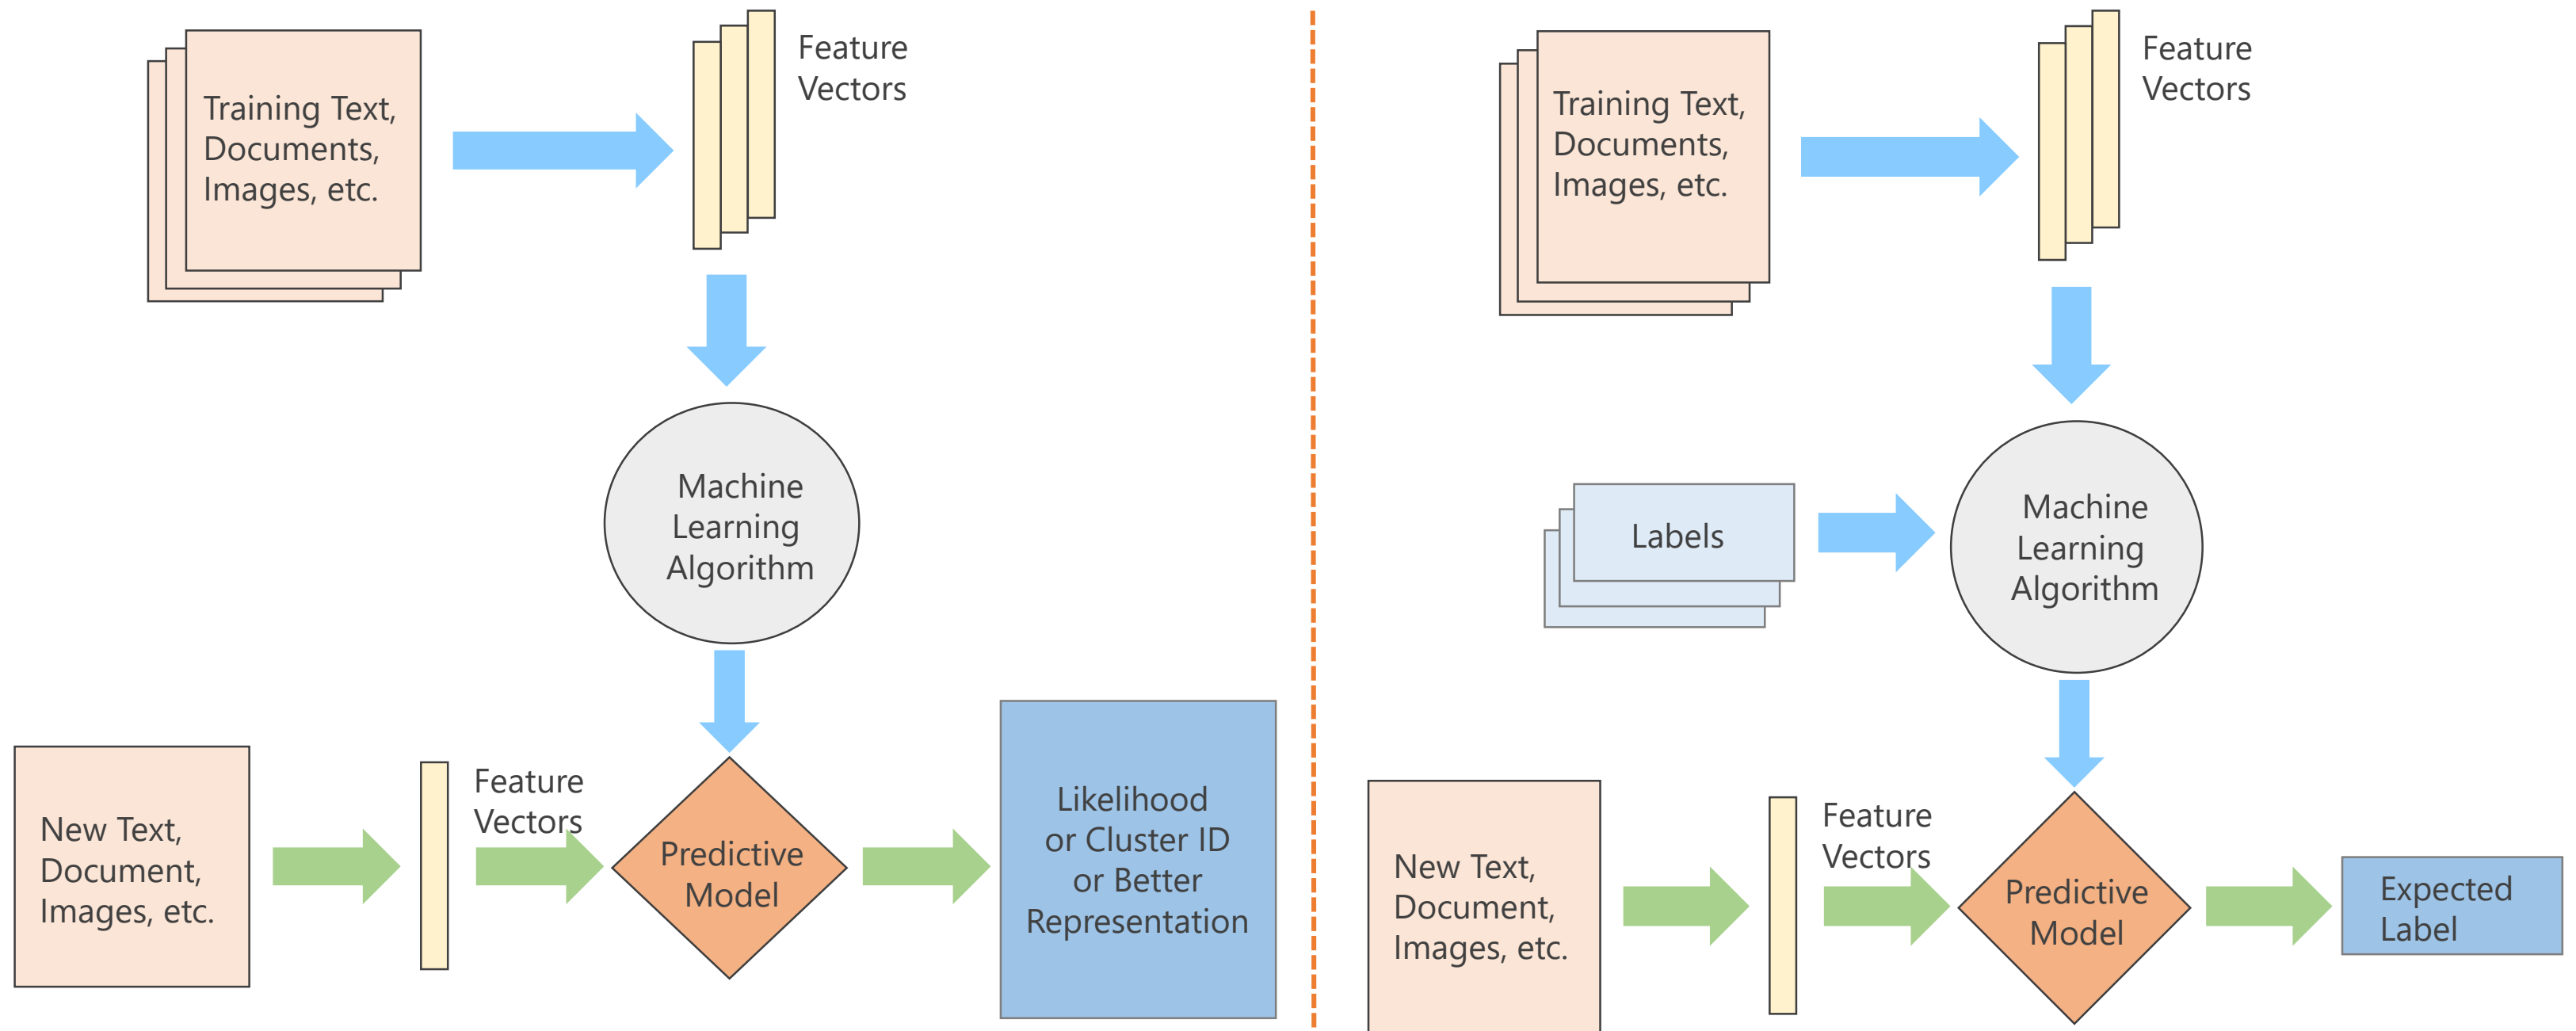 Training Text,
Documents,
Images, etc.
Feature
Vectors
Machine
Learning
Algorithm
New Text,
Document,
Images, etc.
Feature
Vectors
Predictive
Model
Likelihood
or Cluster ID
or Better
Representation
Training Text,
Documents,
Images, etc.
Feature
Vectors
Labels
Machine
Learning
Algorithm
New Text,
Document,
Images, etc.
Feature
Vectors
Predictive
Model
Expected
Label